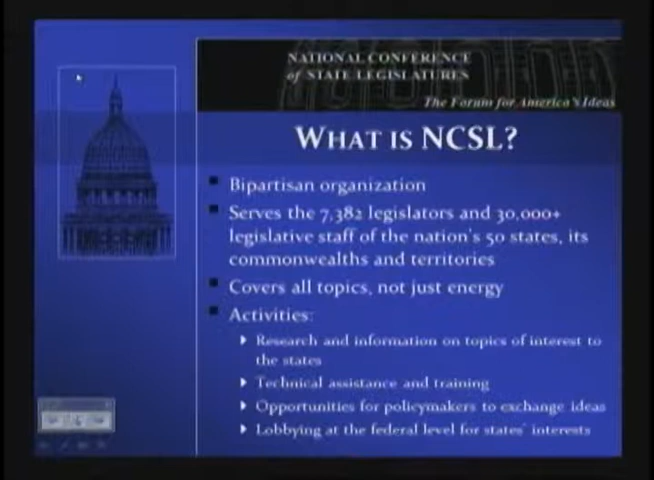 NATIONAL CONFERENCE
of STATE LEGISLATURES
The Forum for America's Ideas
WHAT IS NCSL?
Bipartisan organization
Serves the 7,382 legislators and 30,000+
legislative staff of the nation's 50 states, its
commonwealths and territories
Covers all topics, not just energy
Activities:
Research and information on topics of interest to
the states
Technical assistance and training
Opportunities for policymakers to exchange ideas
Lobbying at the federal level for states' interests